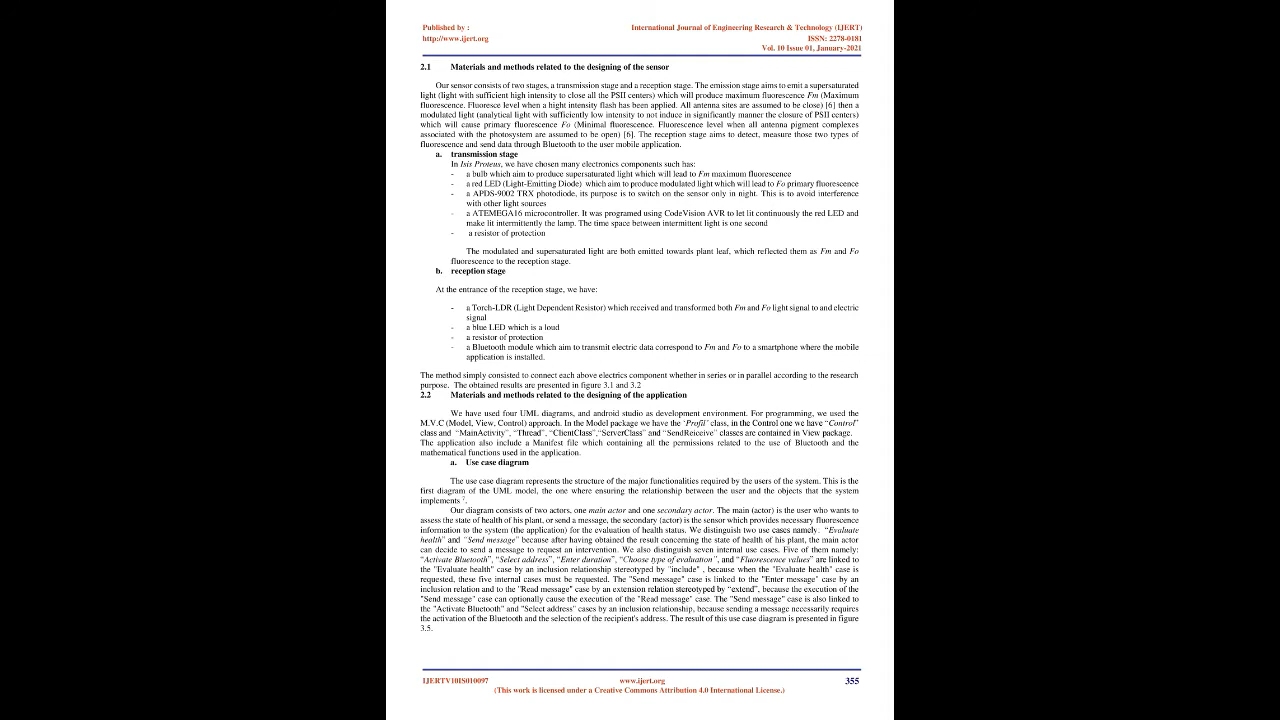 Published by :
International Journal of Engineering Research & Technology (IJERT)
http://www.ijert.org
ISSN: 2278-0181
Vol. 10 Issue 01, January-2021
2.1 Materials and methods related to the designing of the sensor
Our sensor consists of two stages, a transmission stage and a reception stage. The emission stage aims to emit a supersaturated
light (light with sufficient high intensity to close all the PSII centers) which will produce maximum fluorescence Fm (Maximum
fluorescence. Fluoresce level when a hight intensity flash has been applied. All antenna sites are assumed to be close) [6] then a
modulated light (analytical light with sufficiently low intensity to not induce in significantly manner the closure of PSII centers)
which will cause primary fluorescence Fo (Minimal fluorescence. Fluorescence level when all antenna pigment complexes
associated with the photosystem are assumed to be open) [6]. The reception stage aims to detect, measure those two types of
fluorescence and send data through Bluetooth to the user mobile application.
a. transmission stage
In Isis Proteus, we have chosen many electronics components such has:
- a bulb which aim to produce supersaturated light which will lead to Fm maximum fluorescence
- a red LED (Light-Emitting Diode) which aim to produce modulated light which will lead to Fo primary fluorescence
- a APDS-9002 TRX photodiode, its purpose is to switch on the sensor only in night. This is to avoid interference
with other light sources
- a ATEMEGA16 microcontroller. It was programed using CodeVision AVR to let lit continuously the red LED and
make lit intermittently the lamp. The time space between intermittent light is one second
- a resistor of protection
The modulated and supersaturated light are both emitted towards plant leaf, which reflected them as Fm and Fo
fluorescence to the reception stage.
b. reception stage
At the entrance of the reception stage, we have:
- a Torch-LDR (Light Dependent Resistor) which received and transformed both Fm and Fo light signal to and electric
signal
- a blue LED which is a loud
- a resistor of protection
- a Bluetooth module which aim to transmit electric data correspond to Fm and Fo to a smartphone where the mobile
application is installed.
The method simply consisted to connect each above electrics component whether in series or in parallel according to the research
purpose. The obtained results are presented in figure 3.1 and 3.2
2.2 Materials and methods related to the designing of the application
We have used four UML diagrams, and android studio as development environment. For programming, we used the
M.V.C (Model, View, Control) approach. In the Model package we have the 'Profil' class, in the Control one we have "Control"
class and "MainActivity", "Thread", "ClientClass","ServerClass" and "SendReiceive" classes are contained in View package.
The application also include a Manifest file which containing all the permissions related to the use of Bluetooth and the
mathematical functions used in the application.
a. Use case diagram
The use case diagram represents the structure of the major functionalities required by the users of the system. This is the
first diagram of the UML model, the one where ensuring the relationship between the user and the objects that the system
implements 7.
Our diagram consists of two actors, one main actor and one secondary actor. The main (actor) is the user who wants to
assess the state of health of his plant, or send a message, the secondary (actor) is the sensor which provides necessary fluorescence
information to the system (the application) for the evaluation of health status. We distinguish two use cases namely. "Evaluate
health" and "Send message" because after having obtained the result concerning the state of health of his plant, the main actor
can decide to send a message to request an intervention. We also distinguish seven internal use cases. Five of them namely:
"Activate Bluetooth", "Select address", "Enter duration", "Choose type of evaluation", and "Fluorescence values" are linked to
the "Evaluate health" case by an inclusion relationship stereotyped by "include" , because when the "Evaluate health" case is
requested, these five internal cases must be requested. The "Send message" case is linked to the "Enter message" case by an
inclusion relation and to the "Read message" case by an extension relation stereotyped by "extend", because the execution of the
"Send message" case can optionally cause the execution of the "Read message" case. The "Send message" case is also linked to
the "Activate Bluetooth" and "Select address" cases by an inclusion relationship, because sending a message necessarily requires
the activation of the Bluetooth and the selection of the recipient's address. The result of this use case diagram is presented in figure
3.5.
IJERTV10IS010097
www.ijert.org
355
(This work is licensed under a Creative Commons Attribution 4.0 International License.)